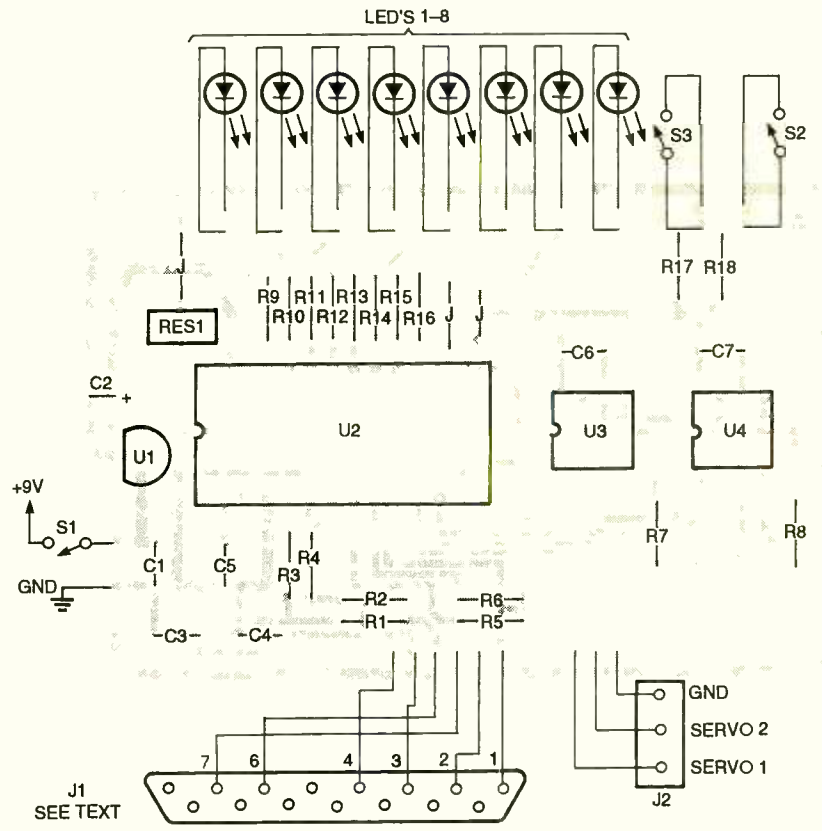 LED'S 1–8
S3
S2
J
R17
R18
R9
R11
R13
R15
R10
R12
R14
R16
J
J
RES1
C6
C7
C2
+
U1
U2
U3
U4
+9V
S1
R7
R8
GND
C1
C5
R3
R4
R2
R6
R1
R5
C3
C4
GND
SERVO 2
SERVO 1
J2
7
6
4
3
2
1
J1
SEE TEXT